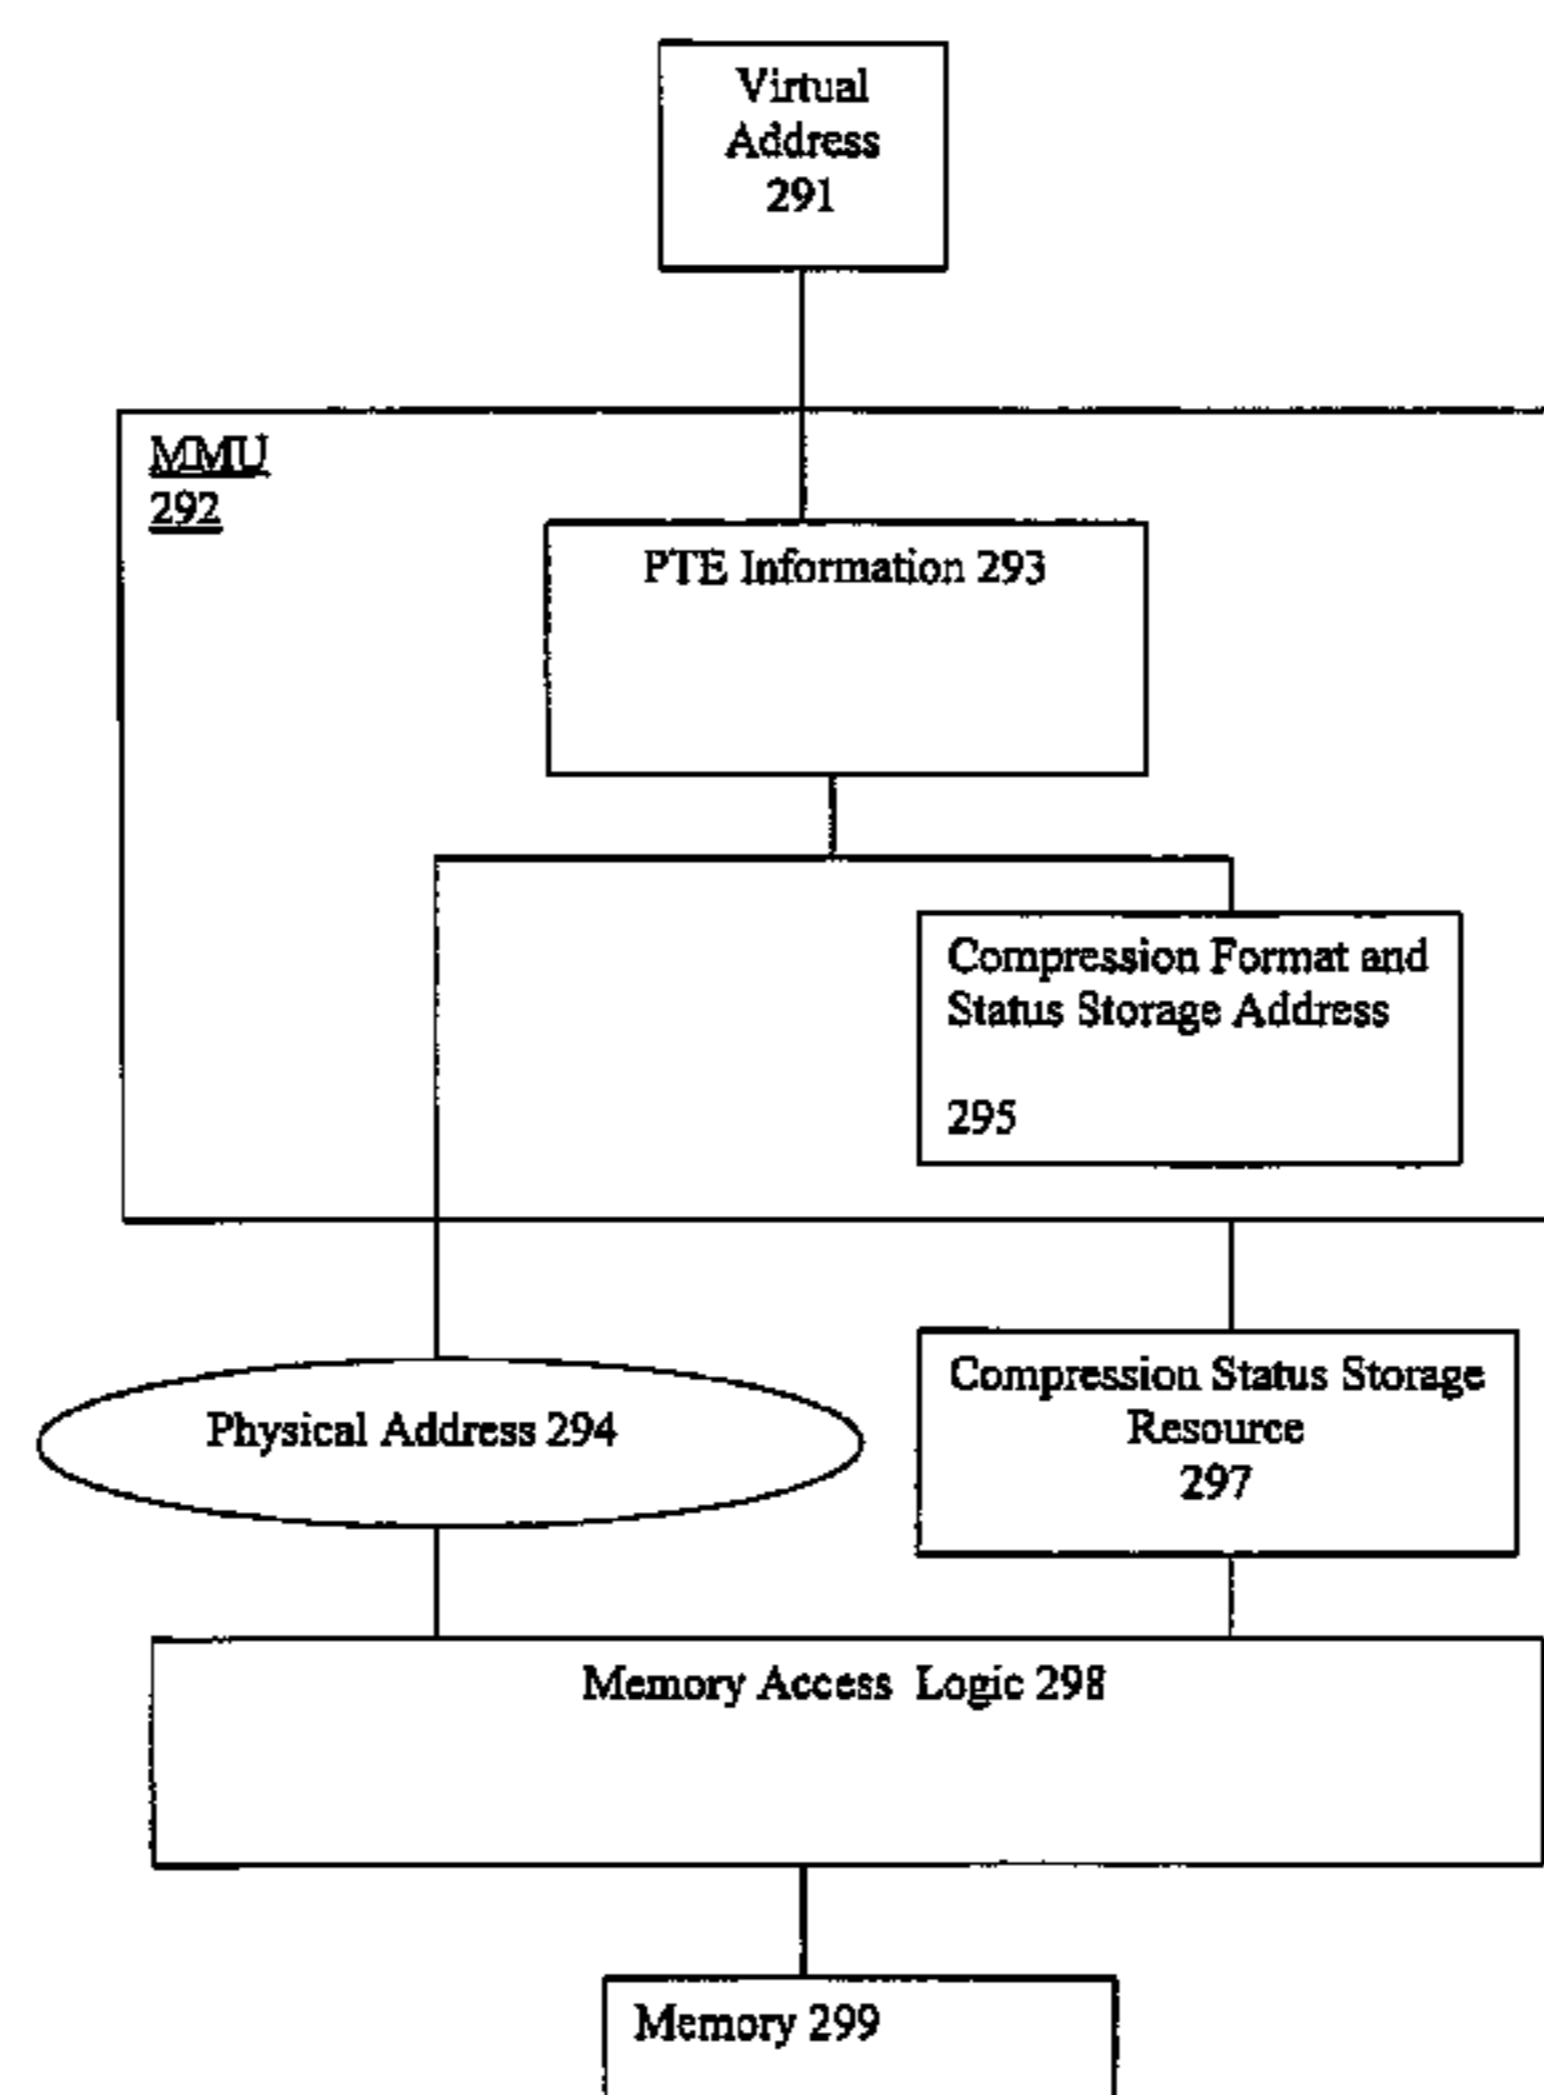 Virtual
Address
291
MMU
292
PTE Information 293
Compression Format and
Status Storage Address
295
Physical Address 294
Compression Status Storage
Resource
297
Memory Access Logic 298
Memory 299